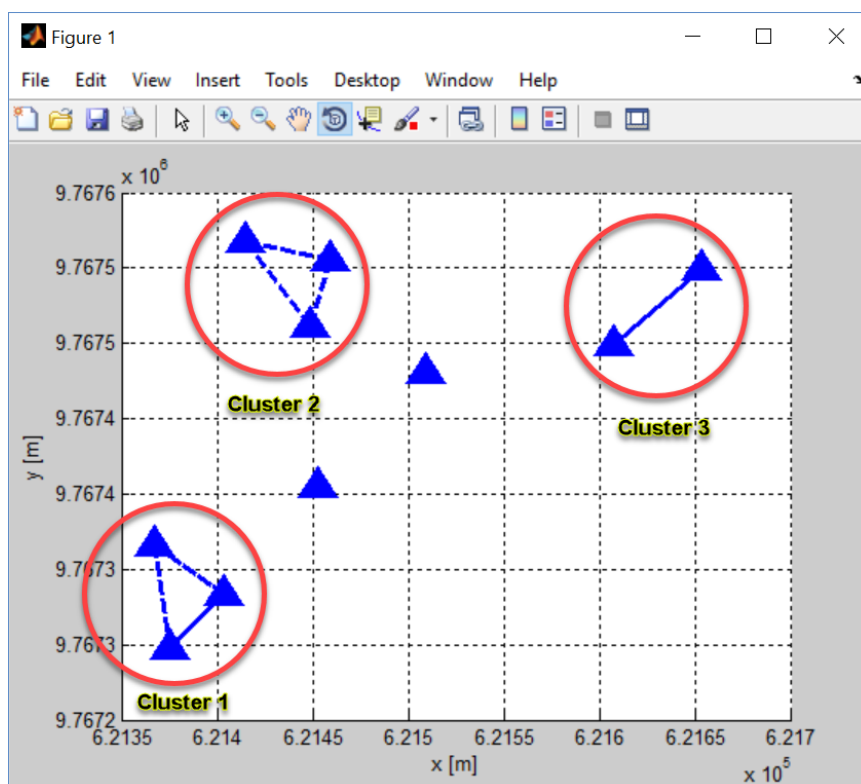 Figure 1
File Edit View Insert Tools Desktop Window Help
x 10^6
9.7676
9.7675
9.7675
9.7674
9.7674
9.7673
9.7673
9.7672
y [m]
Cluster 2
Cluster 3
Cluster 1
6.2135 6.214 6.2145 6.215 6.2155 6.216 6.2165 6.217
x [m]
x 10^5